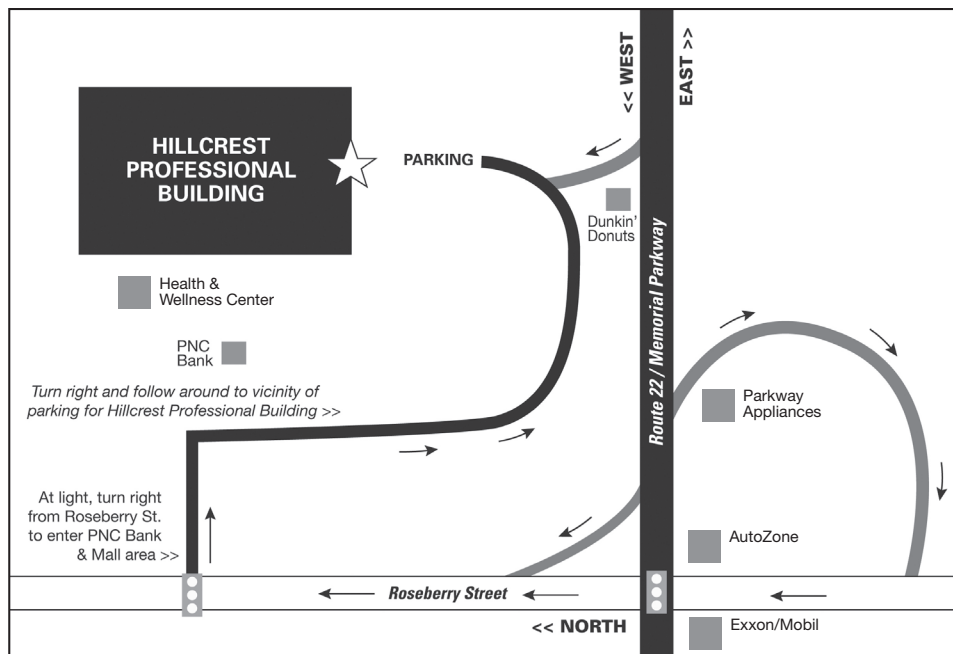 << WEST
EAST >>
HILLCREST
PROFESSIONAL
BUILDING
PARKING
Dunkin'
Donuts
Route 22 / Memorial Parkway
Health &
Wellness Center
PNC
Bank
Turn right and follow around to vicinity of
parking for Hillcrest Professional Building >>
Parkway
Appliances
At light, turn right
from Roseberry St.
to enter PNC Bank
& Mall area >>
AutoZone
Roseberry Street
<< NORTH
Exxon/Mobil